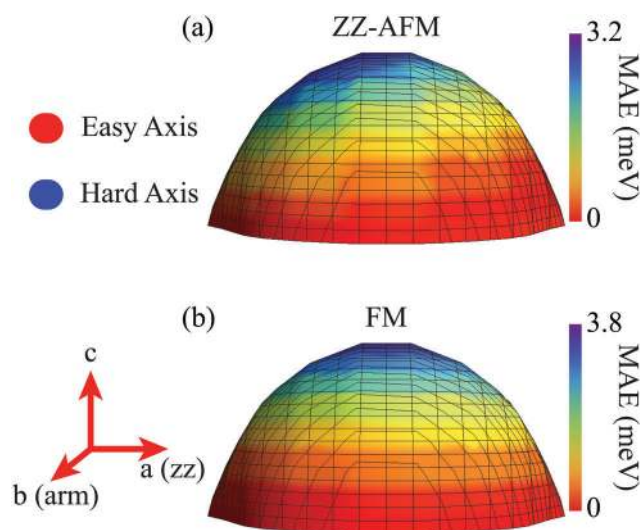 (a) ZZ-AFM
3.2
MAE (meV)
0
Easy Axis
Hard Axis
(b) FM
3.8
MAE (meV)
0
c
a (zz)
b (arm)